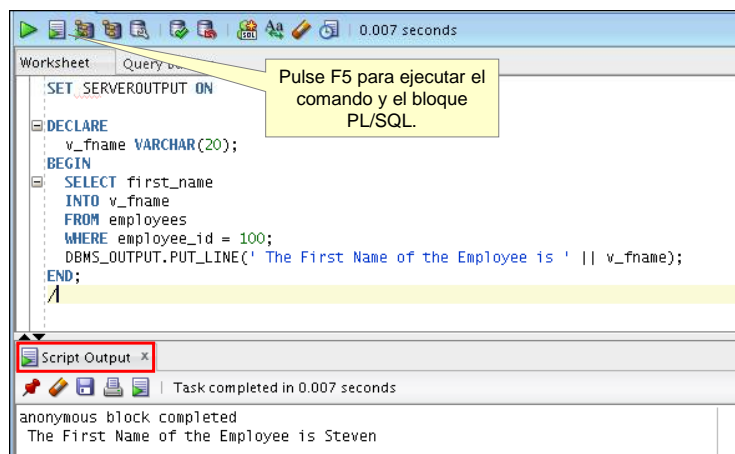 0.007 seconds
Worksheet Query
Pulse F5 para ejecutar el
comando y el bloque
PL/SQL.
SET SERVEROUTPUT ON
DECLARE
v_fname VARCHAR(20);
BEGIN
SELECT first_name
INTO v_fname
FROM employees
WHERE employee_id = 100;
DBMS_OUTPUT.PUT_LINE(' The First Name of the Employee is ' || v_fname);
END;
/
Script Output x
Task completed in 0.007 seconds
anonymous block completed
The First Name of the Employee is Steven